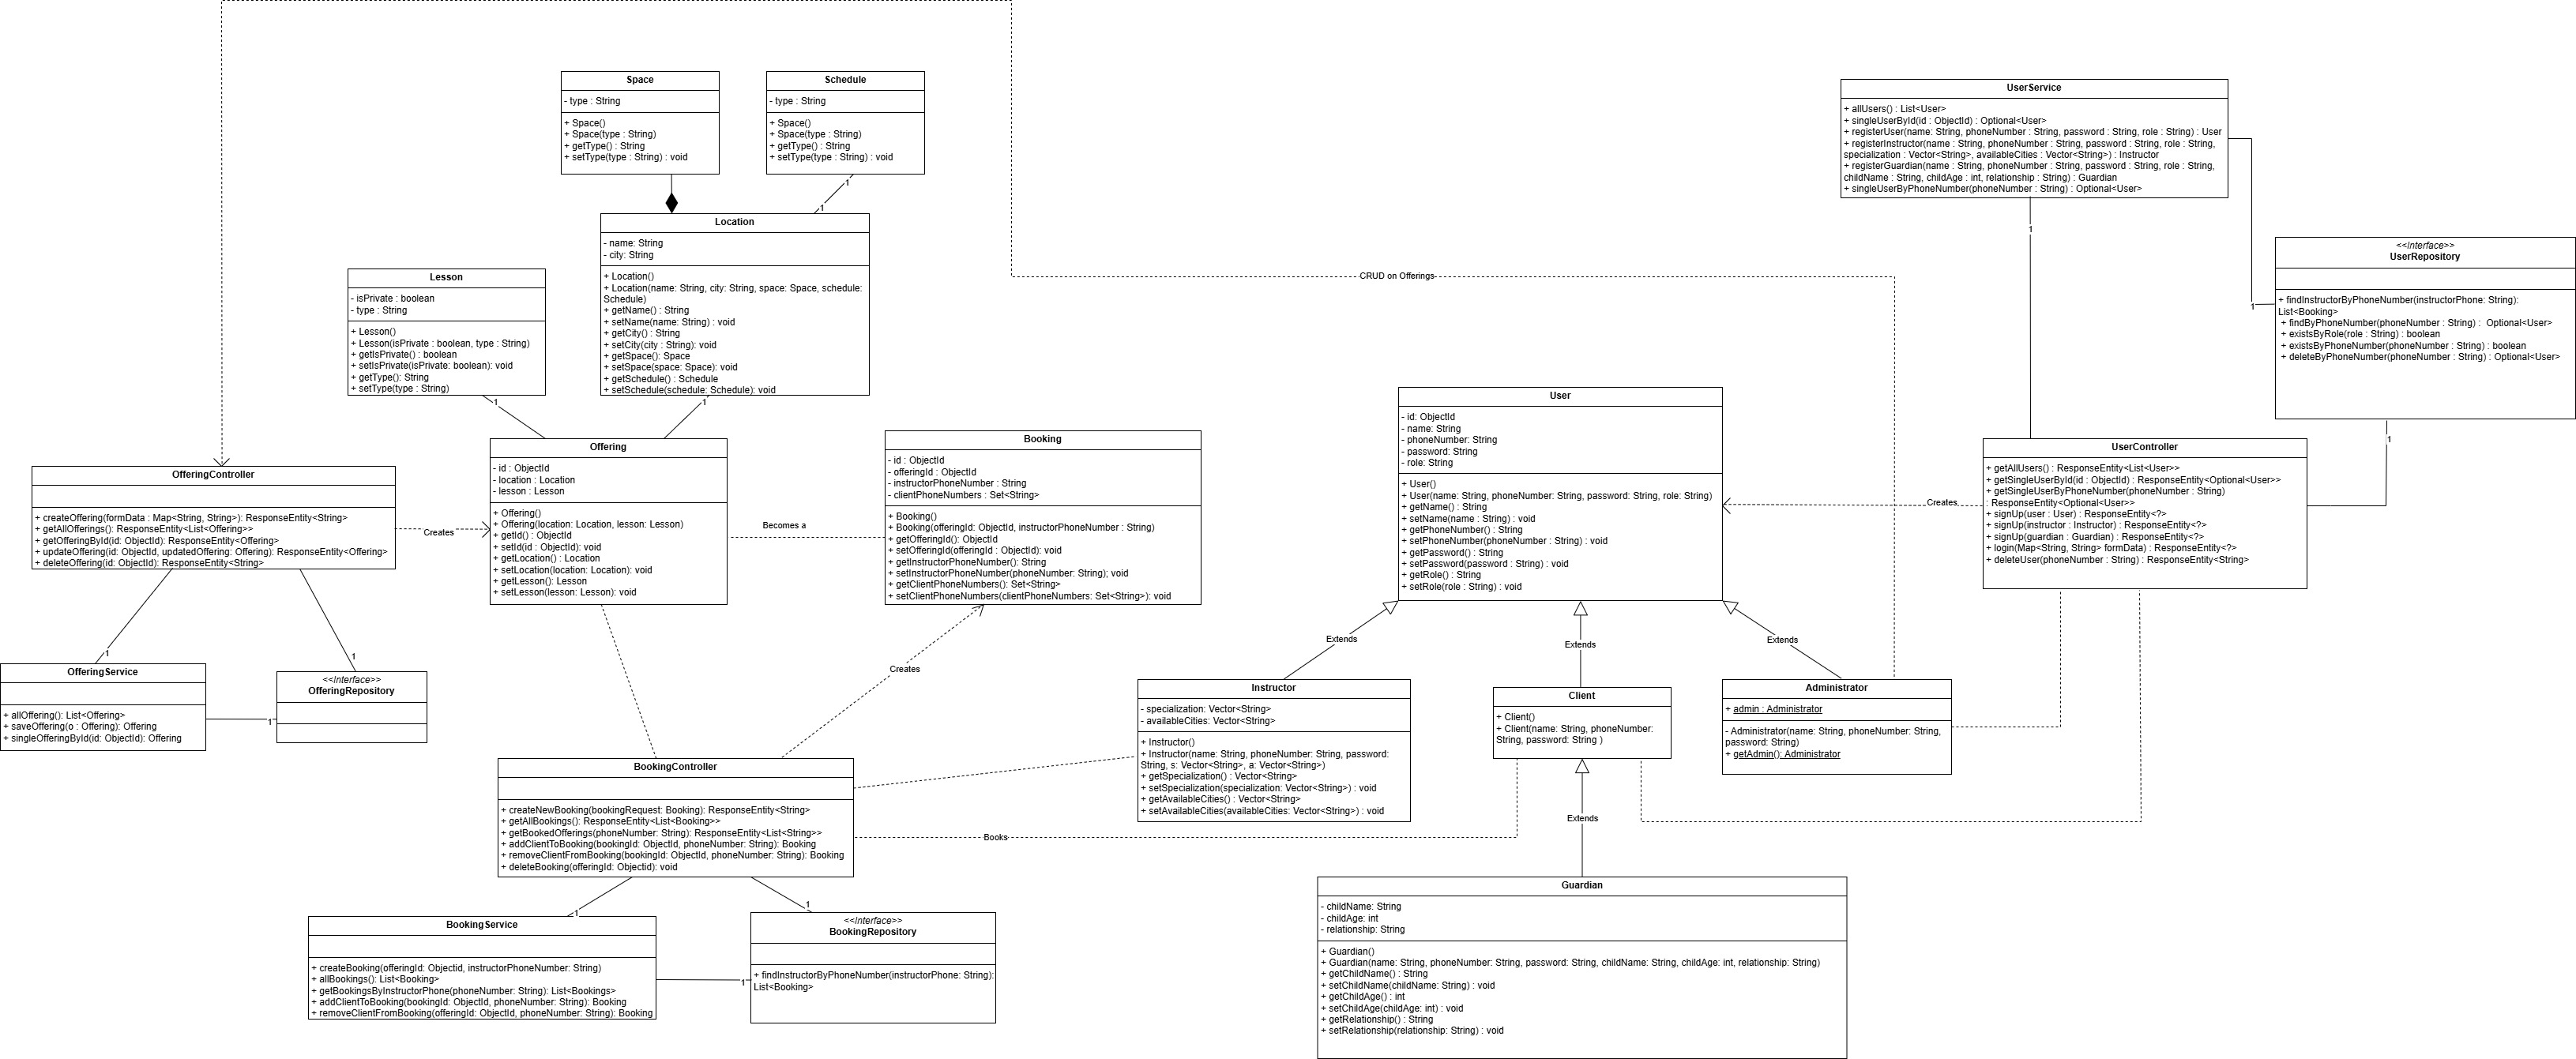 Space
- type : String
+ Space()
+ Space(type : String)
+ getType() : String
+ setType(type : String) : void
Schedule
- type : String
+ Space()
+ Space(type : String)
+ getType() : String
+ setType(type : String) : void
1
1
UserService
+ allUsers() : List<User>
+ singleUserById(id : ObjectId) : Optional<User>
+ registerUser(name: String, phoneNumber : String, password : String, role : String) : User
+ registerInstructor(name : String, phoneNumber : String, password : String, role : String,
specialization : Vector<String>, availableCities : Vector<String>) : Instructor
+ registerGuardian(name : String, phoneNumber : String, password : String, role : String,
childName : String, childAge : int, relationship : String) : Guardian
+ singleUserByPhoneNumber(phoneNumber : String) : Optional<User>
1
Location
- name: String
- city: String
+ Location()
+ Location(name: String, city: String, space: Space, schedule:
Schedule)
+ getName() : String
+ setName(name: String) : void
+ getCity() : String
+ setCity(city : String): void
+ getSpace(): Space
+ setSpace(space: Space): void
+ getSchedule() : Schedule
+ setSchedule(schedule: Schedule): void
1
<<Interface>>
UserRepository
+ findInstructorByPhoneNumber(instructorPhone: String):
List<Booking>
+ findByPhoneNumber(phoneNumber : String) :  Optional<User>
+ existsByRole(role : String) : boolean
+ existsByPhoneNumber(phoneNumber : String) : boolean
+ deleteByPhoneNumber(phoneNumber : String) : Optional<User>
1
1
CRUD on Offerings
Lesson
- isPrivate : boolean
- type : String
+ Lesson()
+ Lesson(isPrivate : boolean, type : String)
+ getIsPrivate() : boolean
+ setIsPrivate(isPrivate: boolean): void
+ getType(): String
+ setType(type : String)
1
User
- id: ObjectId
- name: String
- phoneNumber: String
- password: String
- role: String
+ User()
+ User(name: String, phoneNumber: String, password: String, role: String)
+ getName() : String
+ setName(name : String) : void
+ getPhoneNumber() : String
+ setPhoneNumber(phoneNumber : String) : void
+ getPassword() : String
+ setPassword(password : String) : void
+ getRole() : String
+ setRole(role : String) : void
Creates
UserController
+ getAllUsers() : ResponseEntity<List<User>>
+ getSingleUserById(id : ObjectId) : ResponseEntity<Optional<User>>
+ getSingleUserByPhoneNumber(phoneNumber : String)
: ResponseEntity<Optional<User>>
+ signUp(user : User) : ResponseEntity<?>
+ signUp(instructor : Instructor) : ResponseEntity<?>
+ signUp(guardian : Guardian) : ResponseEntity<?>
+ login(Map<String, String> formData) : ResponseEntity<?>
+ deleteUser(phoneNumber : String) : ResponseEntity<String>
OfferingController
+ createOffering(formData : Map<String, String>): ResponseEntity<String>
+ getAllOfferings(): ResponseEntity<List<Offering>>
+ getOfferingById(id: ObjectId): ResponseEntity<Offering>
+ updateOffering(id: ObjectId, updatedOffering: Offering): ResponseEntity<Offering>
+ deleteOffering(id: ObjectId): ResponseEntity<String>
Creates
Offering
- id : ObjectId
- location : Location
- lesson : Lesson
+ Offering()
+ Offering(location: Location, lesson: Lesson)
+ getId() : ObjectId
+ setId(id : ObjectId): void
+ getLocation() : Location
+ setLocation(location: Location): void
+ getLesson(): Lesson
+ setLesson(lesson: Lesson): void
Becomes a
Booking
- id : ObjectId
- offeringId : ObjectId
- instructorPhoneNumber : String
- clientPhoneNumbers : Set<String>
+ Booking()
+ Booking(offeringId: ObjectId, instructorPhoneNumber : String)
+ getOfferingId(): ObjectId
+ setOfferingId(offeringId : ObjectId): void
+ getInstructorPhoneNumber(): String
+ setInstructorPhoneNumber(phoneNumber: String); void
+ getClientPhoneNumbers(): Set<String>
+ setClientPhoneNumbers(clientPhoneNumbers: Set<String>): void
Extends
Extends
Extends
Creates
1
1
OfferingService
+ allOffering(): List<Offering>
+ saveOffering(o : Offering): Offering
+ singleOfferingById(id: ObjectId): Offering
1
<<Interface>>
OfferingRepository
Instructor
- specialization: Vector<String>
- availableCities: Vector<String>
+ Instructor()
+ Instructor(name: String, phoneNumber: String, password:
String, s: Vector<String>, a: Vector<String>)
+ getSpecialization() : Vector<String>
+ setSpecialization(specialization: Vector<String>) : void
+ getAvailableCities() : Vector<String>
+ setAvailableCities(availableCities: Vector<String>) : void
Client
+ Client()
+ Client(name: String, phoneNumber:
String, password: String )
Administrator
+ admin : Administrator
- Administrator(name: String, phoneNumber: String,
password: String)
+ getAdmin(): Administrator
BookingController
+ createNewBooking(bookingRequest: Booking): ResponseEntity<String>
+ getAllBookings(): ResponseEntity<List<Booking>>
+ getBookedOfferings(phoneNumber: String): ResponseEntity<List<String>>
+ addClientToBooking(bookingId: ObjectId, phoneNumber: String): Booking
+ removeClientFromBooking(bookingId: ObjectId, phoneNumber: String): Booking
+ deleteBooking(offeringId: Objectid): void
Books
Extends
1
1
BookingService
+ createBooking(offeringId: Objectid, instructorPhoneNumber: String)
+ allBookings(): List<Booking>
+ getBookingsByInstructorPhone(phoneNumber: String): List<Bookings>
+ addClientToBooking(bookingId: ObjectId, phoneNumber: String): Booking
+ removeClientFromBooking(offeringId: ObjectId, phoneNumber: String): Booking
1
<<Interface>>
BookingRepository
+ findInstructorByPhoneNumber(instructorPhone: String):
List<Booking>
Guardian
- childName: String
- childAge: int
- relationship: String
+ Guardian()
+ Guardian(name: String, phoneNumber: String, password: String, childName: String, childAge: int, relationship: String)
+ getChildName() : String
+ setChildName(childName: String) : void
+ getChildAge() : int
+ setChildAge(childAge: int) : void
+ getRelationship() : String
+ setRelationship(relationship: String) : void